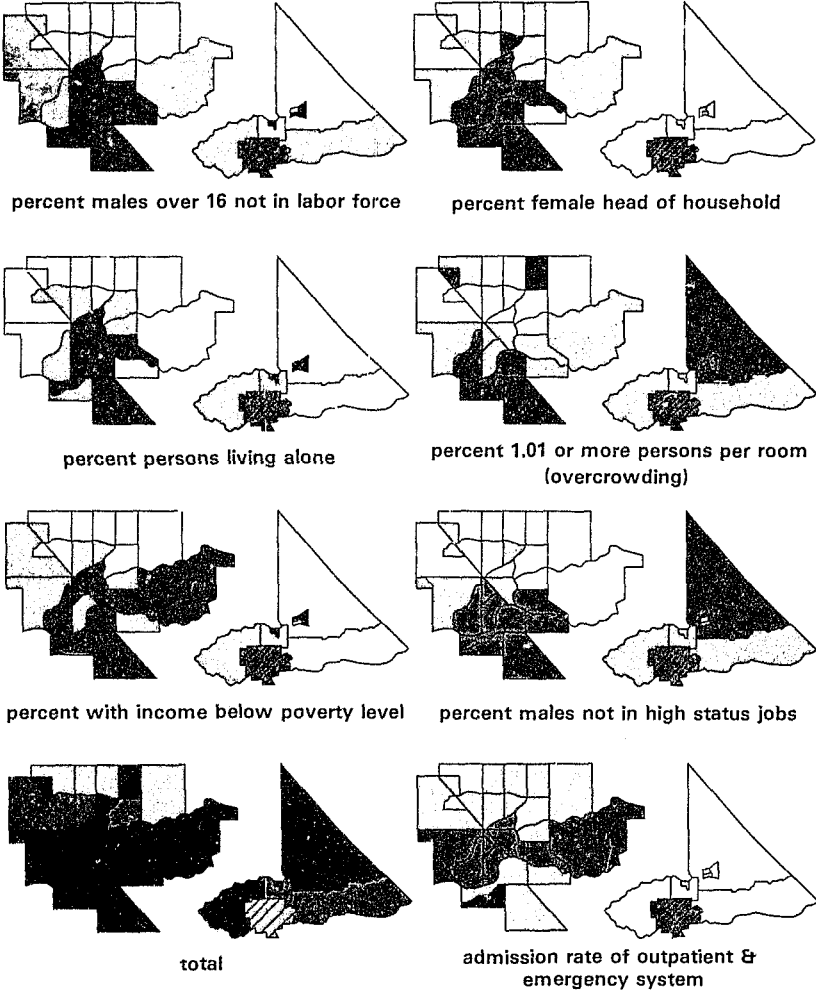 percent males over 16 not in labor force
percent female head of household
percent persons living alone
percent 1.01 or more persons per room
(overcrowding)
percent with income below poverty level
percent males not in high status jobs
total
admission rate of outpatient &
emergency system